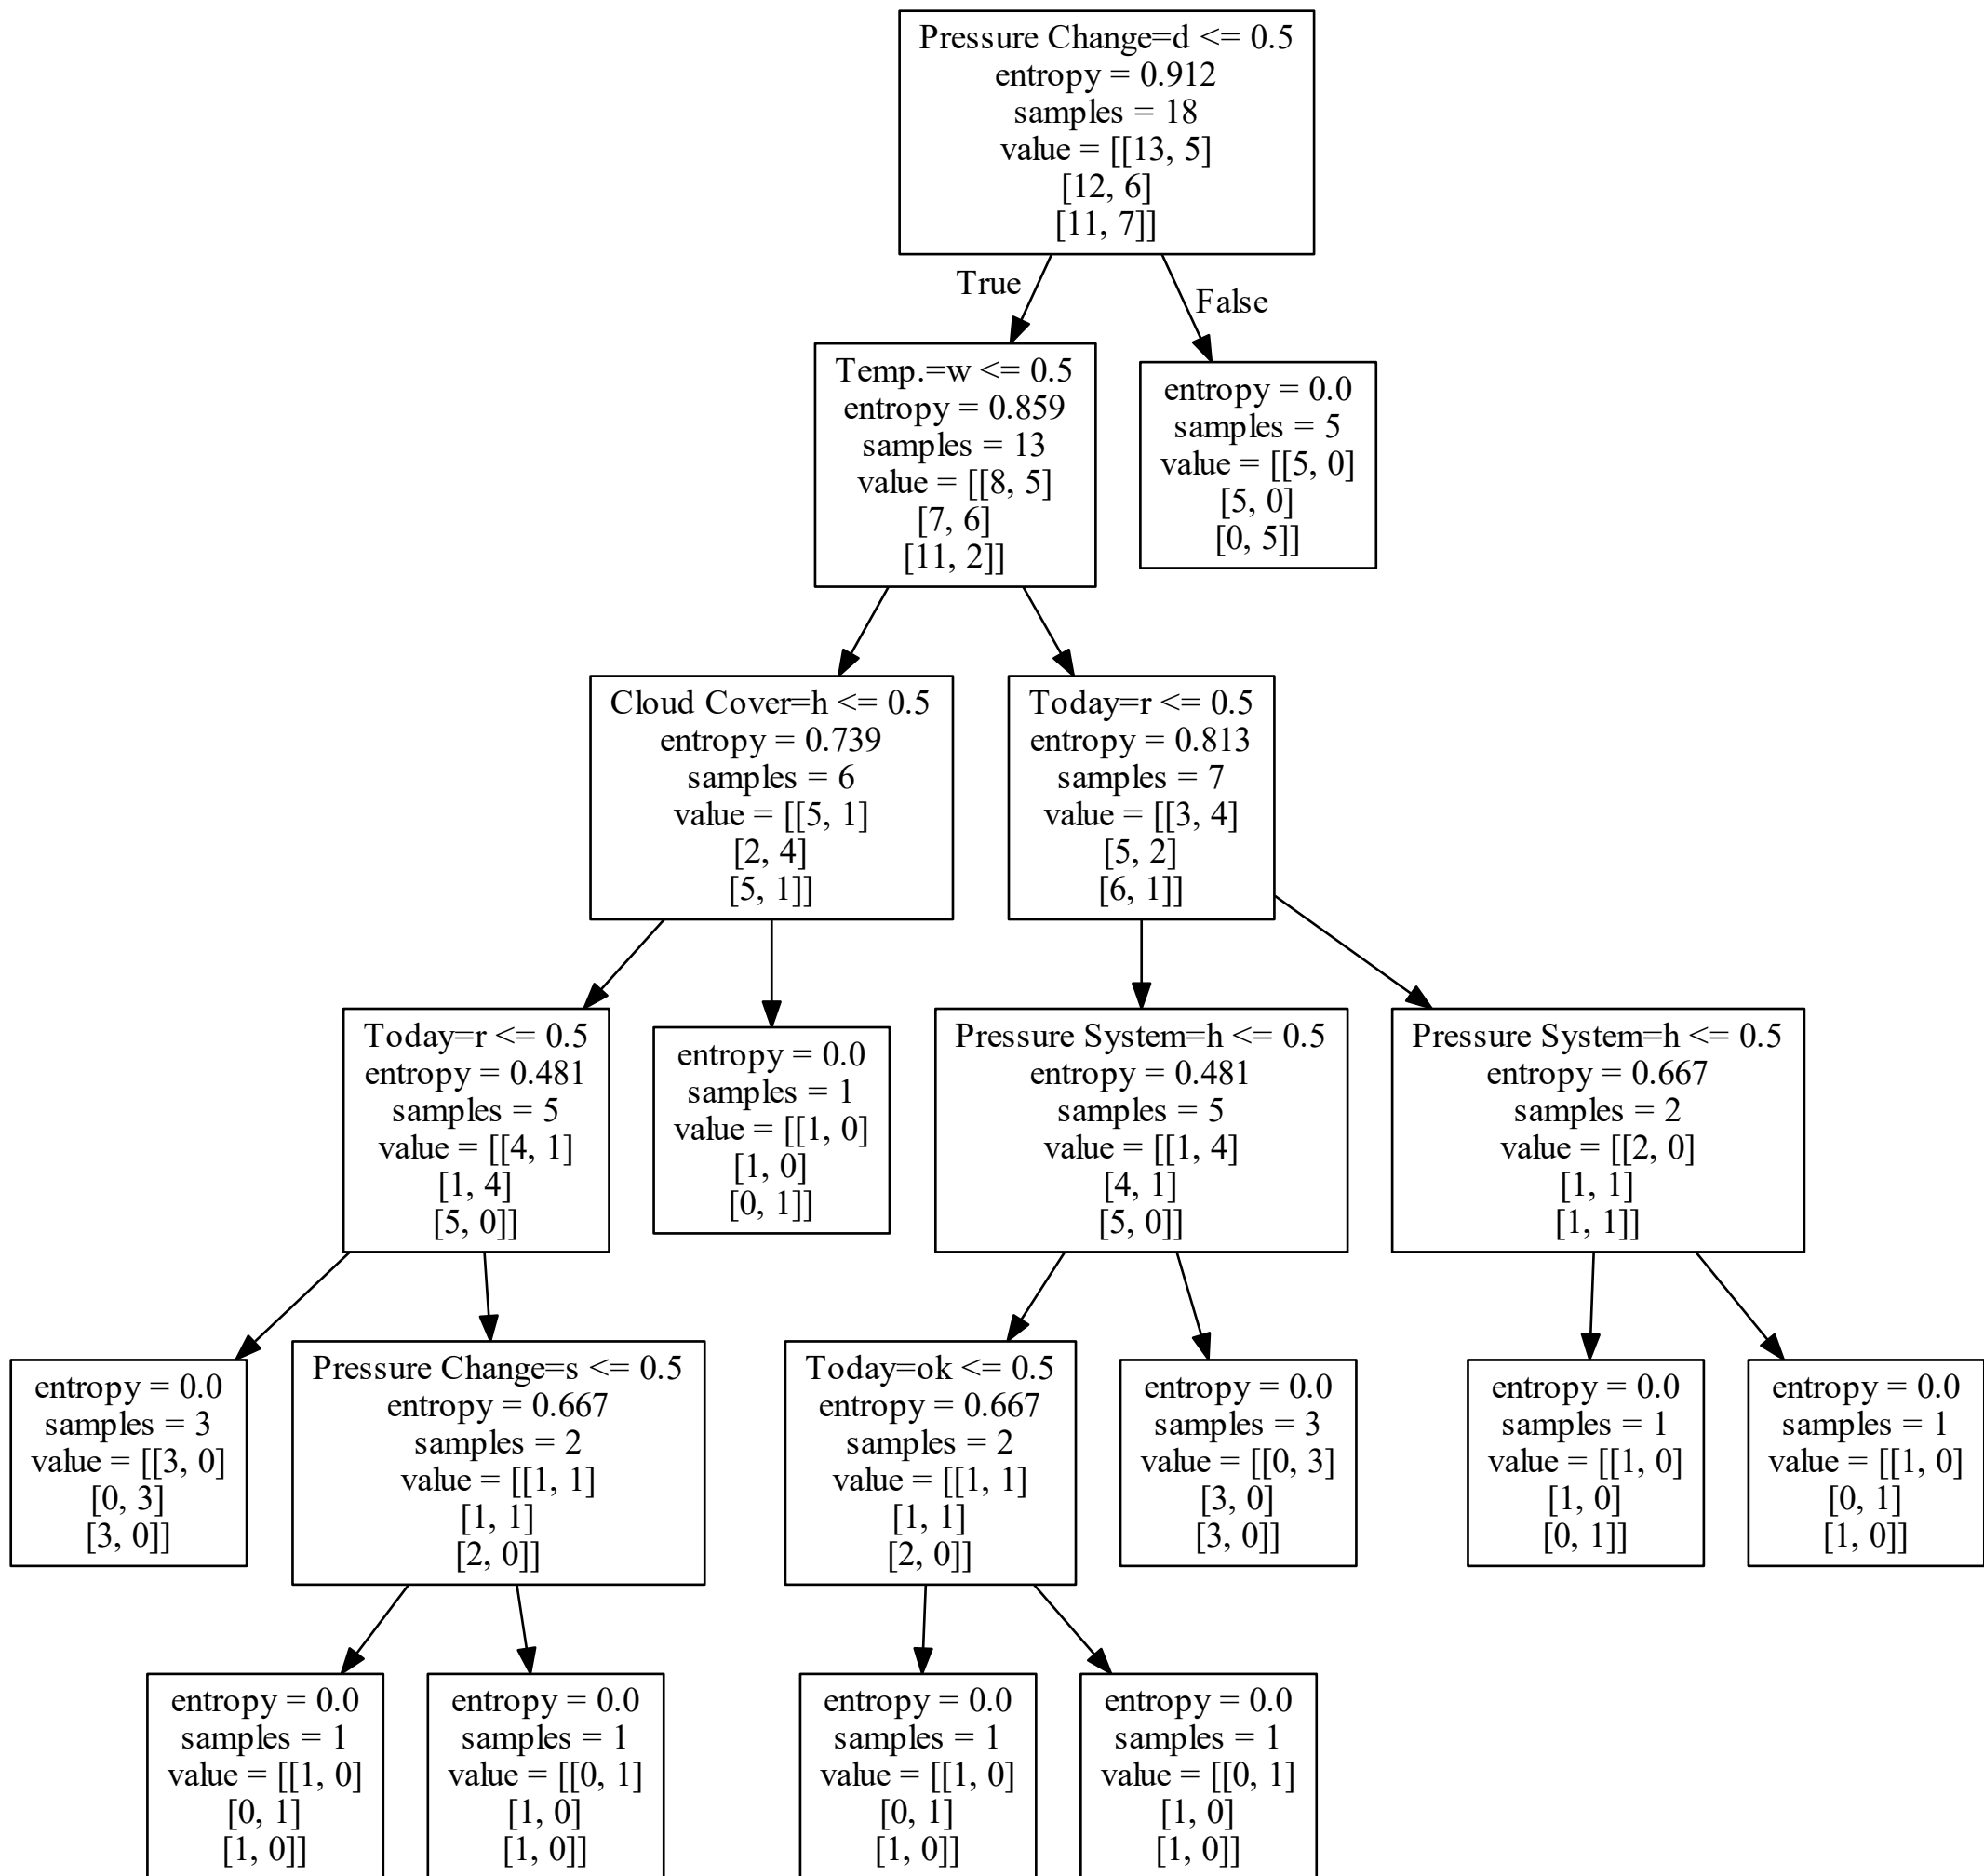 Pressure Change=d <= 0.5
entropy = 0.912
samples = 18
value = [[13, 5]
[12, 6]
[11, 7]]
True
False
Temp.=w <= 0.5
entropy = 0.859
samples = 13
value = [[8, 5]
[7, 6]
[11, 2]]
entropy = 0.0
samples = 5
value = [[5, 0]
[5, 0]
[0, 5]]
Cloud Cover=h <= 0.5
entropy = 0.739
samples = 6
value = [[5, 1]
[2, 4]
[5, 1]]
Today=r <= 0.5
entropy = 0.813
samples = 7
value = [[3, 4]
[5, 2]
[6, 1]]
Today=r <= 0.5
entropy = 0.481
samples = 5
value = [[4, 1]
[1, 4]
[5, 0]]
entropy = 0.0
samples = 1
value = [[1, 0]
[1, 0]
[0, 1]]
Pressure System=h <= 0.5
entropy = 0.481
samples = 5
value = [[1, 4]
[4, 1]
[5, 0]]
Pressure System=h <= 0.5
entropy = 0.667
samples = 2
value = [[2, 0]
[1, 1]
[1, 1]]
entropy = 0.0
samples = 3
value = [[3, 0]
[0, 3]
[3, 0]]
Pressure Change=s <= 0.5
entropy = 0.667
samples = 2
value = [[1, 1]
[1, 1]
[2, 0]]
Today=ok <= 0.5
entropy = 0.667
samples = 2
value = [[1, 1]
[1, 1]
[2, 0]]
entropy = 0.0
samples = 3
value = [[0, 3]
[3, 0]
[3, 0]]
entropy = 0.0
samples = 1
value = [[1, 0]
[1, 0]
[0, 1]]
entropy = 0.0
samples = 1
value = [[1, 0]
[0, 1]
[1, 0]]
entropy = 0.0
samples = 1
value = [[1, 0]
[0, 1]
[1, 0]]
entropy = 0.0
samples = 1
value = [[0, 1]
[1, 0]
[1, 0]]
entropy = 0.0
samples = 1
value = [[1, 0]
[0, 1]
[1, 0]]
entropy = 0.0
samples = 1
value = [[0, 1]
[1, 0]
[1, 0]]